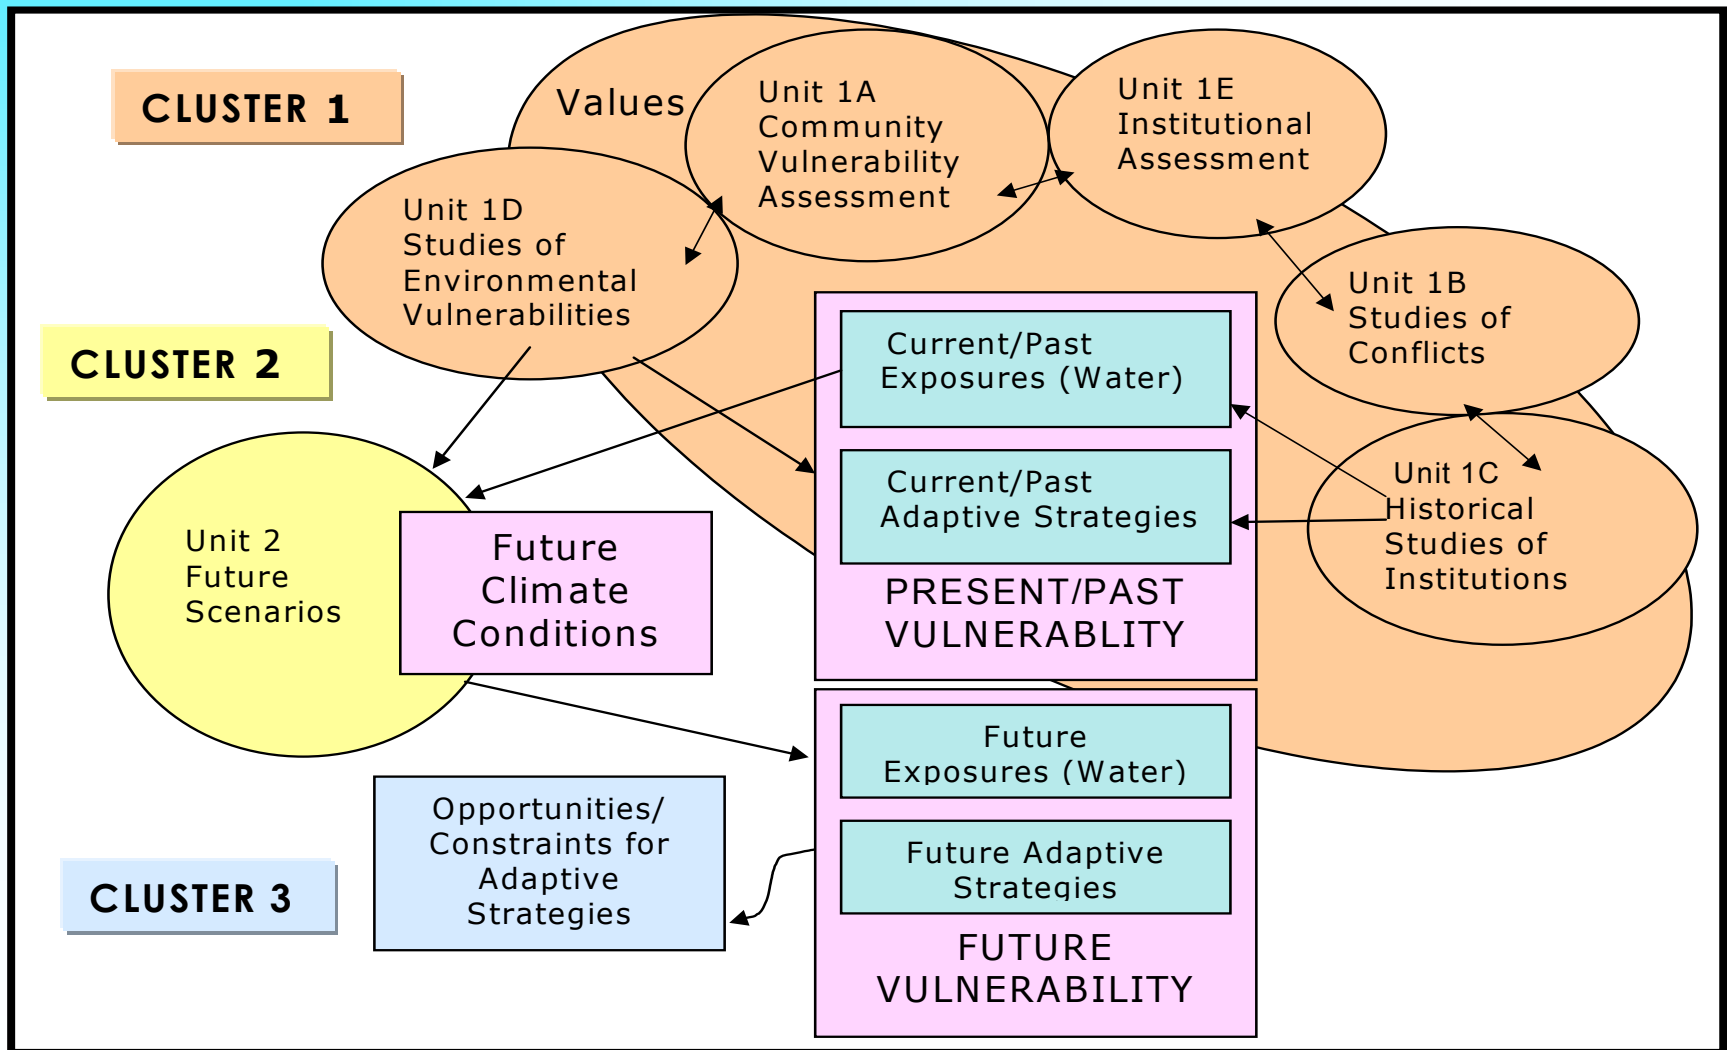 CLUSTER 1
Values
Unit 1A
Community
Vulnerability
Assessment
Unit 1E
Institutional
Assessment
Unit 1D
Studies of
Environmental
Vulnerabilities
Unit 1B
Studies of
Conflicts
CLUSTER 2
Current/Past
Exposures (Water)
Current/Past
Adaptive Strategies
PRESENT/PAST
VULNERABLITY
Unit 1C
Historical
Studies of
Institutions
Unit 2
Future
Scenarios
Future
Climate
Conditions
Future
Exposures (Water)
Future Adaptive
Strategies
FUTURE
VULNERABILITY
Opportunities/
Constraints for
Adaptive
Strategies
CLUSTER 3